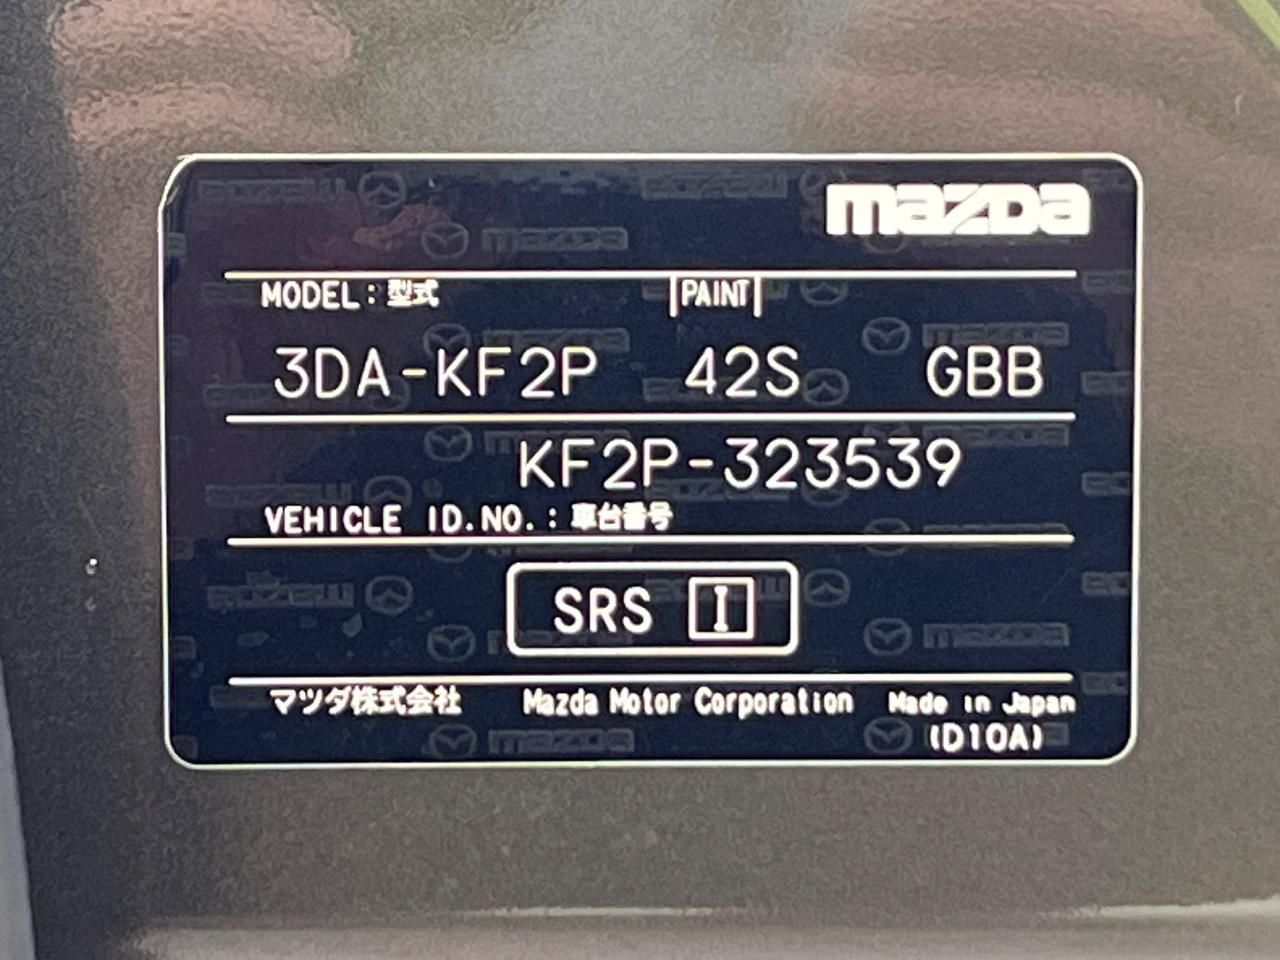 mazda
MODEL:型式 |PAINT|
3DA-KF2P 42S GBB
KF2P-323539
VEHICLE ID.NO.:車台番号
SRS I
マツダ株式会社 Mazda Motor Corporation Made in Japan
(D10A)